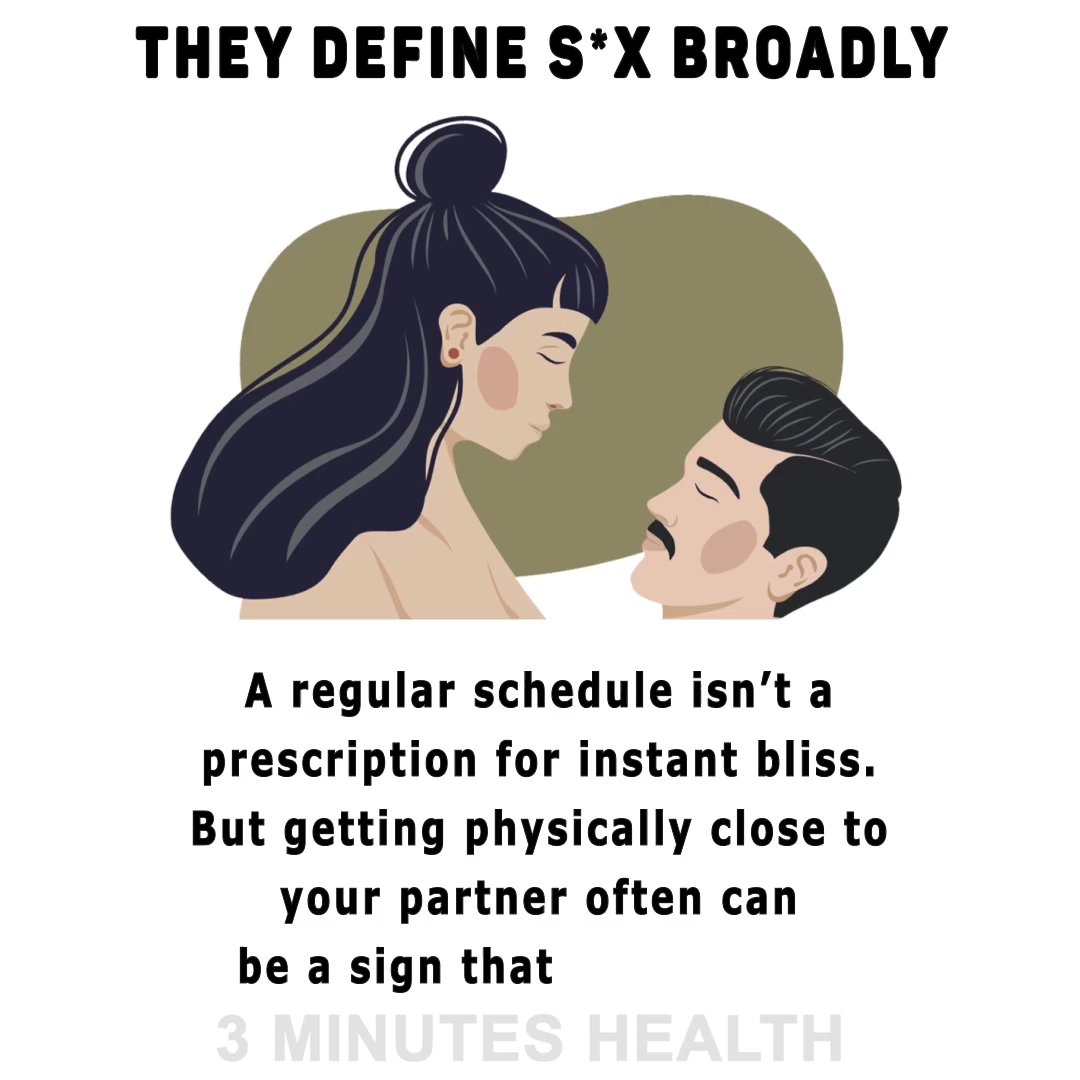 THEY DEFINE S*X BROADLY
A regular schedule isn’t a
prescription for instant bliss.
But getting physically close to
your partner often can
be a sign that
3 MINUTES HEALTH